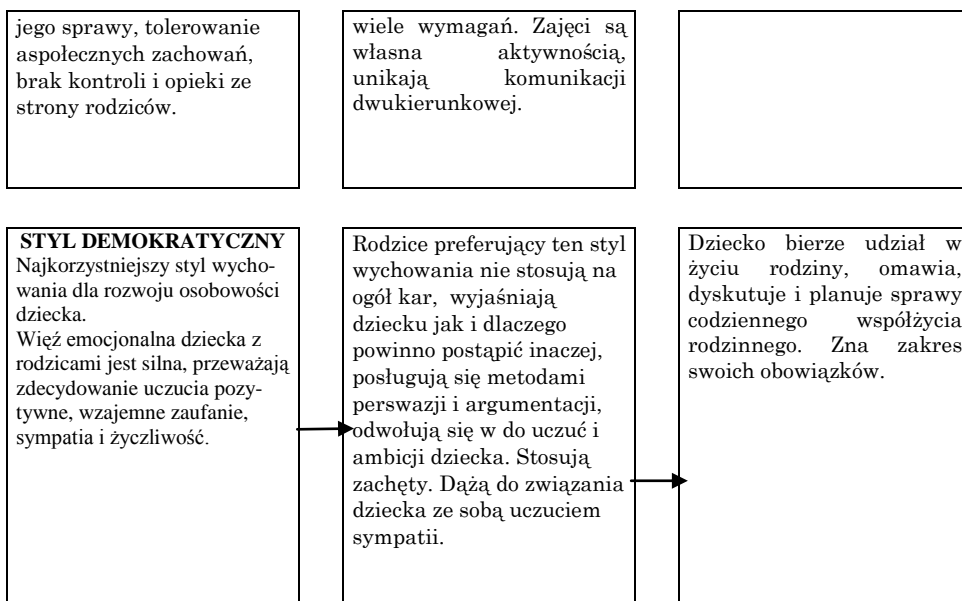 jego sprawy, tolerowanie
aspołecznych zachowań,
brak kontroli i opieki ze
strony rodziców.
wiele wymagań. Zajęci są
własna aktywnością,
unikają komunikacji
dwukierunkowej.
STYL DEMOKRATYCZNY
Najkorzystniejszy styl wycho-
wania dla rozwoju osobowości
dziecka.
Więź emocjonalna dziecka z
rodzicami jest silna, przeważają
zdecydowanie uczucia pozy-
tywne, wzajemne zaufanie,
sympatia i życzliwość.
Rodzice preferujący ten styl
wychowania nie stosują na
ogół kar, wyjaśniają
dziecku jak i dlaczego
powinno postąpić inaczej,
posługują się metodami
perswazji i argumentacji,
odwołują się w do uczuć i
ambicji dziecka. Stosują
zachęty. Dążą do związania
dziecka ze sobą uczuciem
sympatii.
Dziecko bierze udział w
życiu rodziny, omawia,
dyskutuje i planuje sprawy
codziennego współżycia
rodzinnego. Zna zakres
swoich obowiązków.